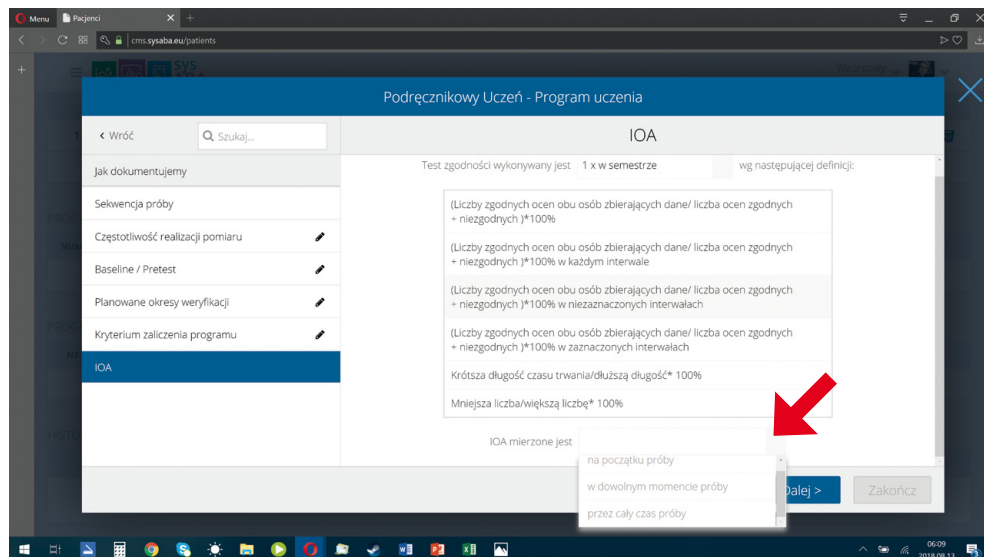 Menu
Pacjenci
cms.sysaba.eu/patients
sys
Podręcznikowy Uczeń - Program uczenia
Wróć
Szukaj...
IOA
Jak dokumentujemy
Sekwencja próby
Częstotliwość realizacji pomiaru
Baseline / Pretest
Planowane okresy weryfikacji
Kryterium zaliczenia programu
IOA
Test zgodności wykonywany jest 1 x w semestrze wg następującej definicji:
(Liczby zgodnych ocen obu osób zbierających dane/ liczba ocen zgodnych
+ niezgodnych )*100%
(Liczby zgodnych ocen obu osób zbierających dane/ liczba ocen zgodnych
+ niezgodnych )*100% w każdym interwale
(Liczby zgodnych ocen obu osób zbierających dane/ liczba ocen zgodnych
+ niezgodnych )*100% w niezaznaczonych interwałach
(Liczby zgodnych ocen obu osób zbierających dane/ liczba ocen zgodnych
+ niezgodnych )*100% w zaznaczonych interwałach
Krótsza długość czasu trwania/dłuższą długość* 100%
Mniejsza liczba/większą liczbę* 100%
IOA mierzone jest
na początku próby
w dowolnym momencie próby
przez cały czas próby
Dalej >
Zakończ
06:09
2018.08.13